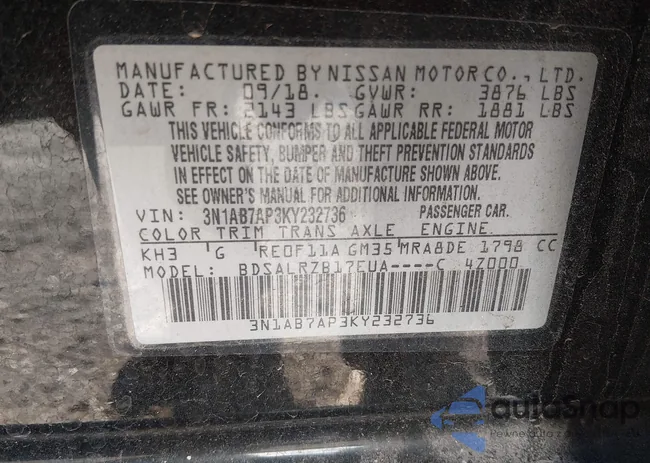 MANUFACTURED BY NISSAN MOTOR CO., LTD.
DATE: 09/18. GVWR: 3876 LBS
GAWR FR: 2143 LBS GAWR RR: 1881 LBS
THIS VEHICLE CONFORMS TO ALL APPLICABLE FEDERAL MOTOR
VEHICLE SAFETY, BUMPER AND THEFT PREVENTION STANDARDS
IN EFFECT ON THE DATE OF MANUFACTURE SHOWN ABOVE.
SEE OWNER'S MANUAL FOR ADDITIONAL INFORMATION.
VIN: 3N1AB7AP3KY232736 PASSENGER CAR.
COLOR TRIM TRANS AXLE ENGINE
KH3 G RE0F11A GM35 MRA8DE 1798 CC
MODEL: BDSALRZB17EUA----C 4Z000
3N1AB7AP3KY232736
autoSnap